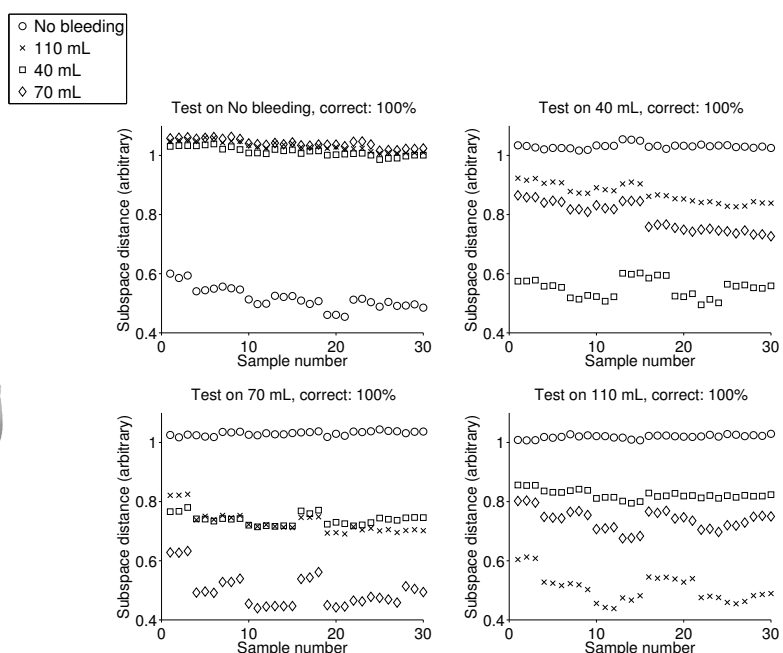 No bleeding
110 mL
40 mL
70 mL
Test on No bleeding, correct: 100%
Subspace distance (arbitrary)
1
0.8
0.6
0.4
0 10 20 30
Sample number
Test on 40 mL, correct: 100%
Subspace distance (arbitrary)
1
0.8
0.6
0.4
0 10 20 30
Sample number
Test on 70 mL, correct: 100%
Subspace distance (arbitrary)
1
0.8
0.6
0.4
0 10 20 30
Sample number
Test on 110 mL, correct: 100%
Subspace distance (arbitrary)
1
0.8
0.6
0.4
0 10 20 30
Sample number